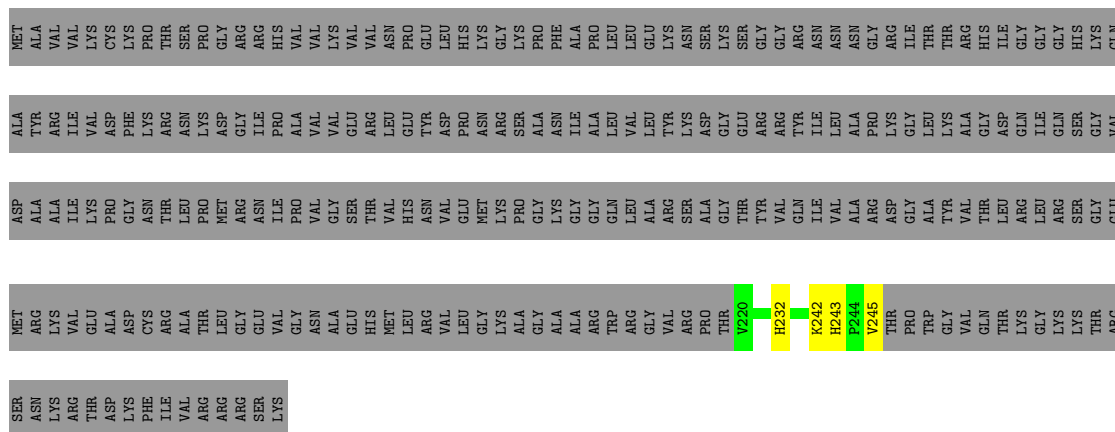 MET ALA VAL VAL LYS CYS LYS PRO THR SER PRO GLY ARG ARG HIS VAL VAL LYS VAL VAL ASN PRO GLU LEU HIS LYS GLY LYS PRO PHE ALA PRO LEU LEU GLU LYS ASN SER LYS SER GLY GLY ARG ASN ASN ASN GLY ARG ILE THR THR ARG HIS ILE GLY GLY GLY HIS LYS GLN
ALA TYR ARG ILE VAL ASP PHE LYS ARG ASN LYS ASP GLY ILE PRO ALA VAL VAL GLU ARG LEU GLU TYR ASP PRO ASN ARG SER ALA ASN ILE ALA LEU VAL LEU TYR LYS ASP GLY GLU ARG ARG TYR ILE LEU ALA PRO LYS GLY LEU LYS ALA GLY ASP GLN ILE GLN SER GLY VAL
ASP ALA ALA ILE LYS PRO GLY ASN THR LEU PRO MET ARG ASN ILE PRO VAL GLY SER THR VAL HIS ASN VAL GLU MET LYS PRO GLY LYS GLY GLY GLN LEU ALA ARG SER ALA GLY THR TYR VAL GLN ILE VAL ALA ARG ASP GLY ALA TYR VAL THR LEU ARG LEU ARG SER GLY GLU
MET ARG LYS VAL GLU ALA ASP CYS ARG ALA THR LEU GLY GLU VAL GLY ASN ALA GLU HIS MET LEU ARG VAL LEU GLY LYS ALA GLY ALA ALA ARG TRP ARG GLY VAL ARG PRO THR V220 H232 K242 H243 P244 V245 THR PRO TRP GLY VAL GLN THR LYS GLY LYS LYS THR ARG
SER ASN LYS ARG THR ASP LYS PHE ILE VAL ARG ARG ARG SER LYS